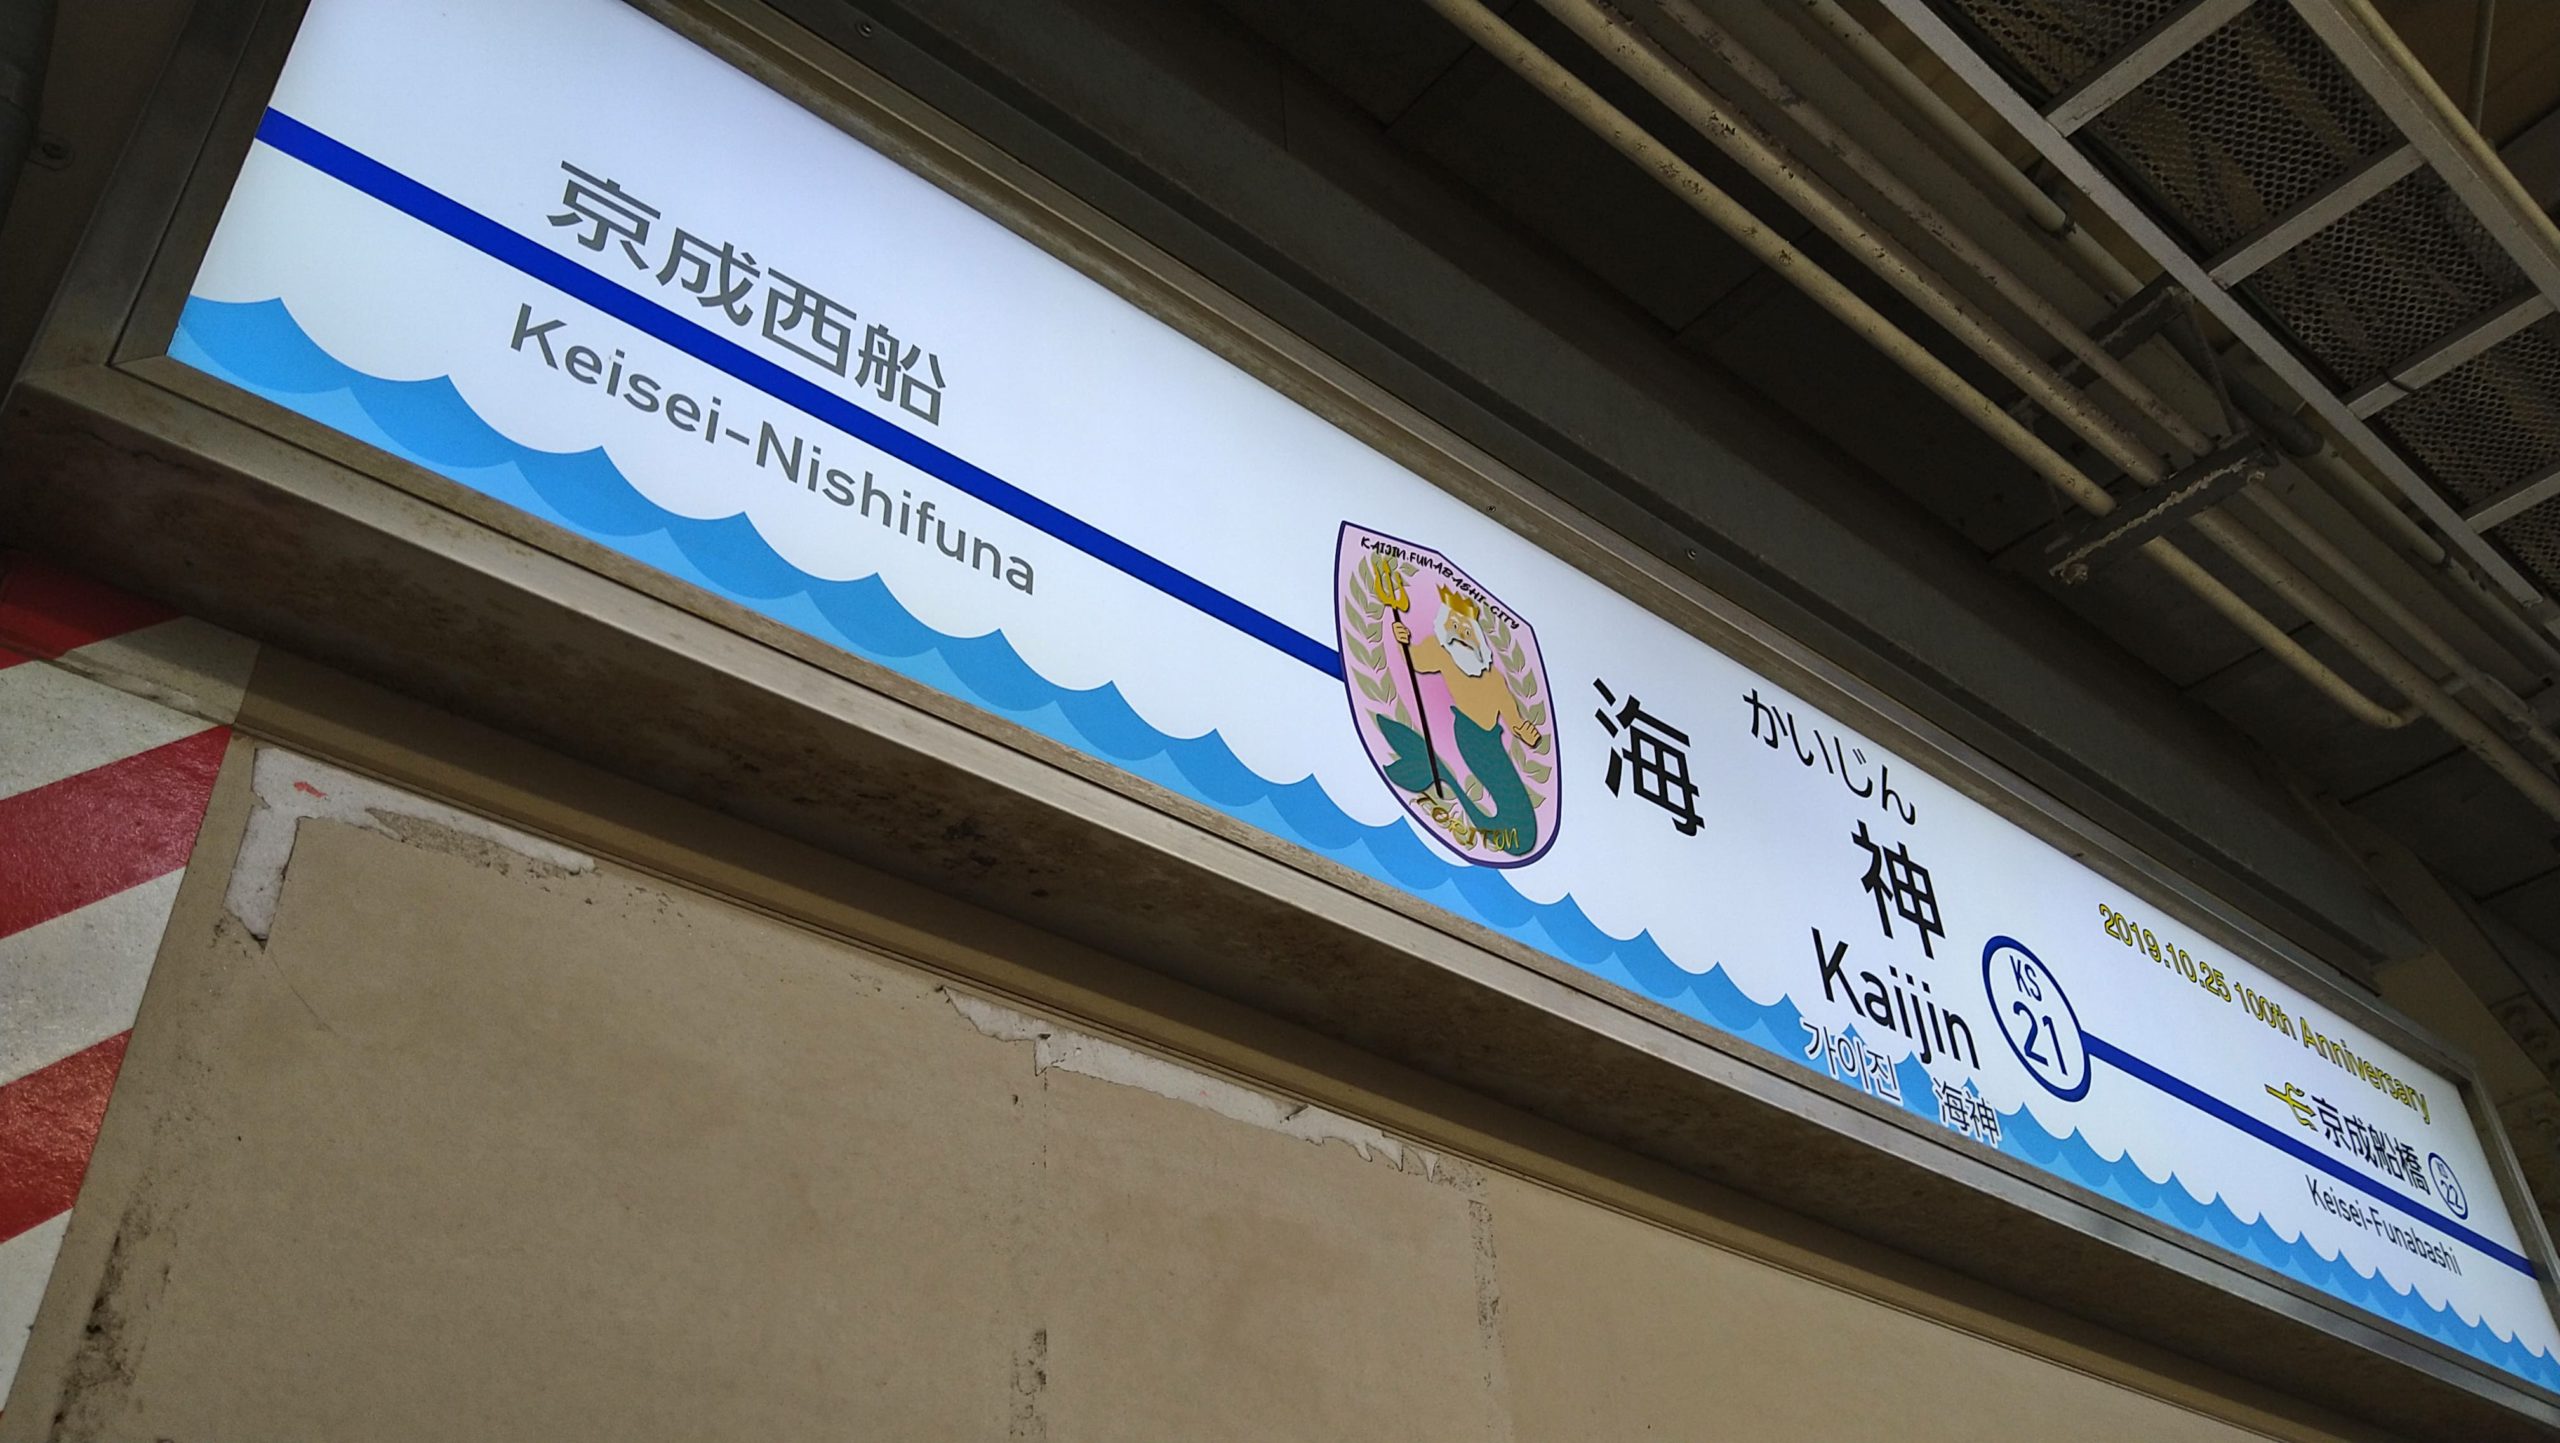 京成西船
Keisei-Nishifuna
KAIJIN.FUNABASHI-CITY
TORITON
かいじん
海神
Kaijin
가이진 海神
KS
21
2019.10.25 100th Anniversary
京成船橋
KS
22
Keisei-Funabashi